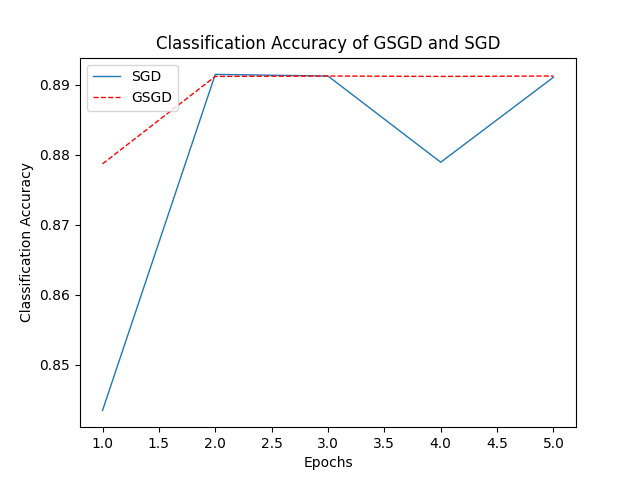 Classification Accuracy of GSGD and SGD
SGD
GSGD
0.89
0.88
0.87
0.86
0.85
Classification Accuracy
1.0 1.5 2.0 2.5 3.0 3.5 4.0 4.5 5.0
Epochs